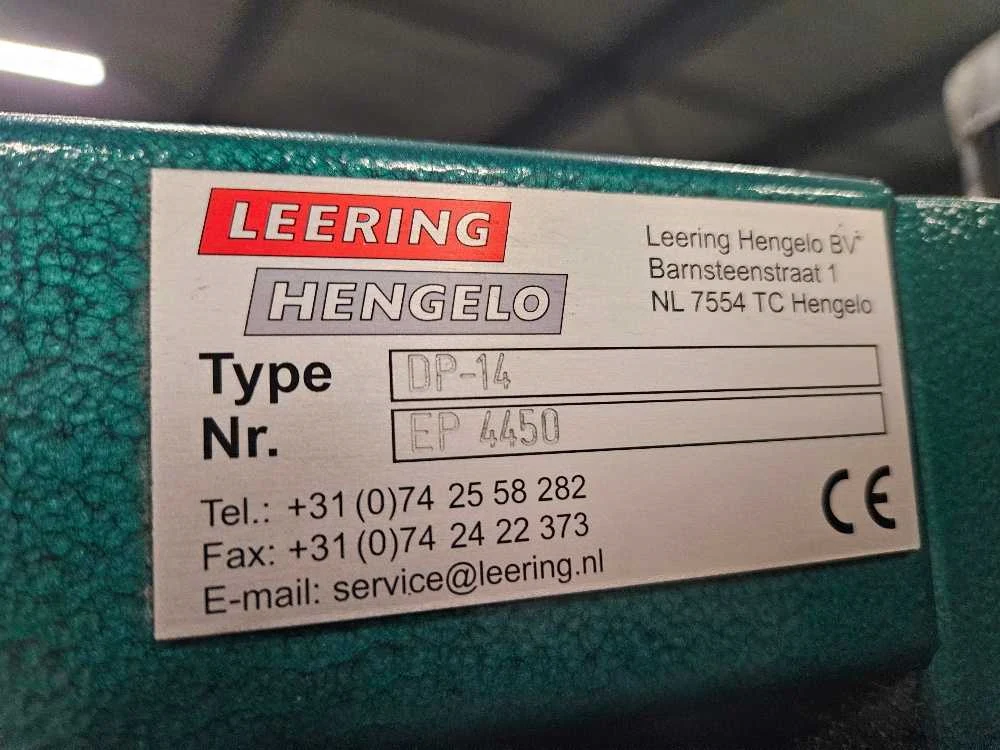 LEERING
HENGELO
Leering Hengelo BV
Barnsteenstraat 1
NL 7554 TC Hengelo
Type DP-14
Nr. EP 4450
Tel.: +31 (0)74 25 58 282
Fax: +31 (0)74 24 22 373
E-mail: service@leering.nl
CE